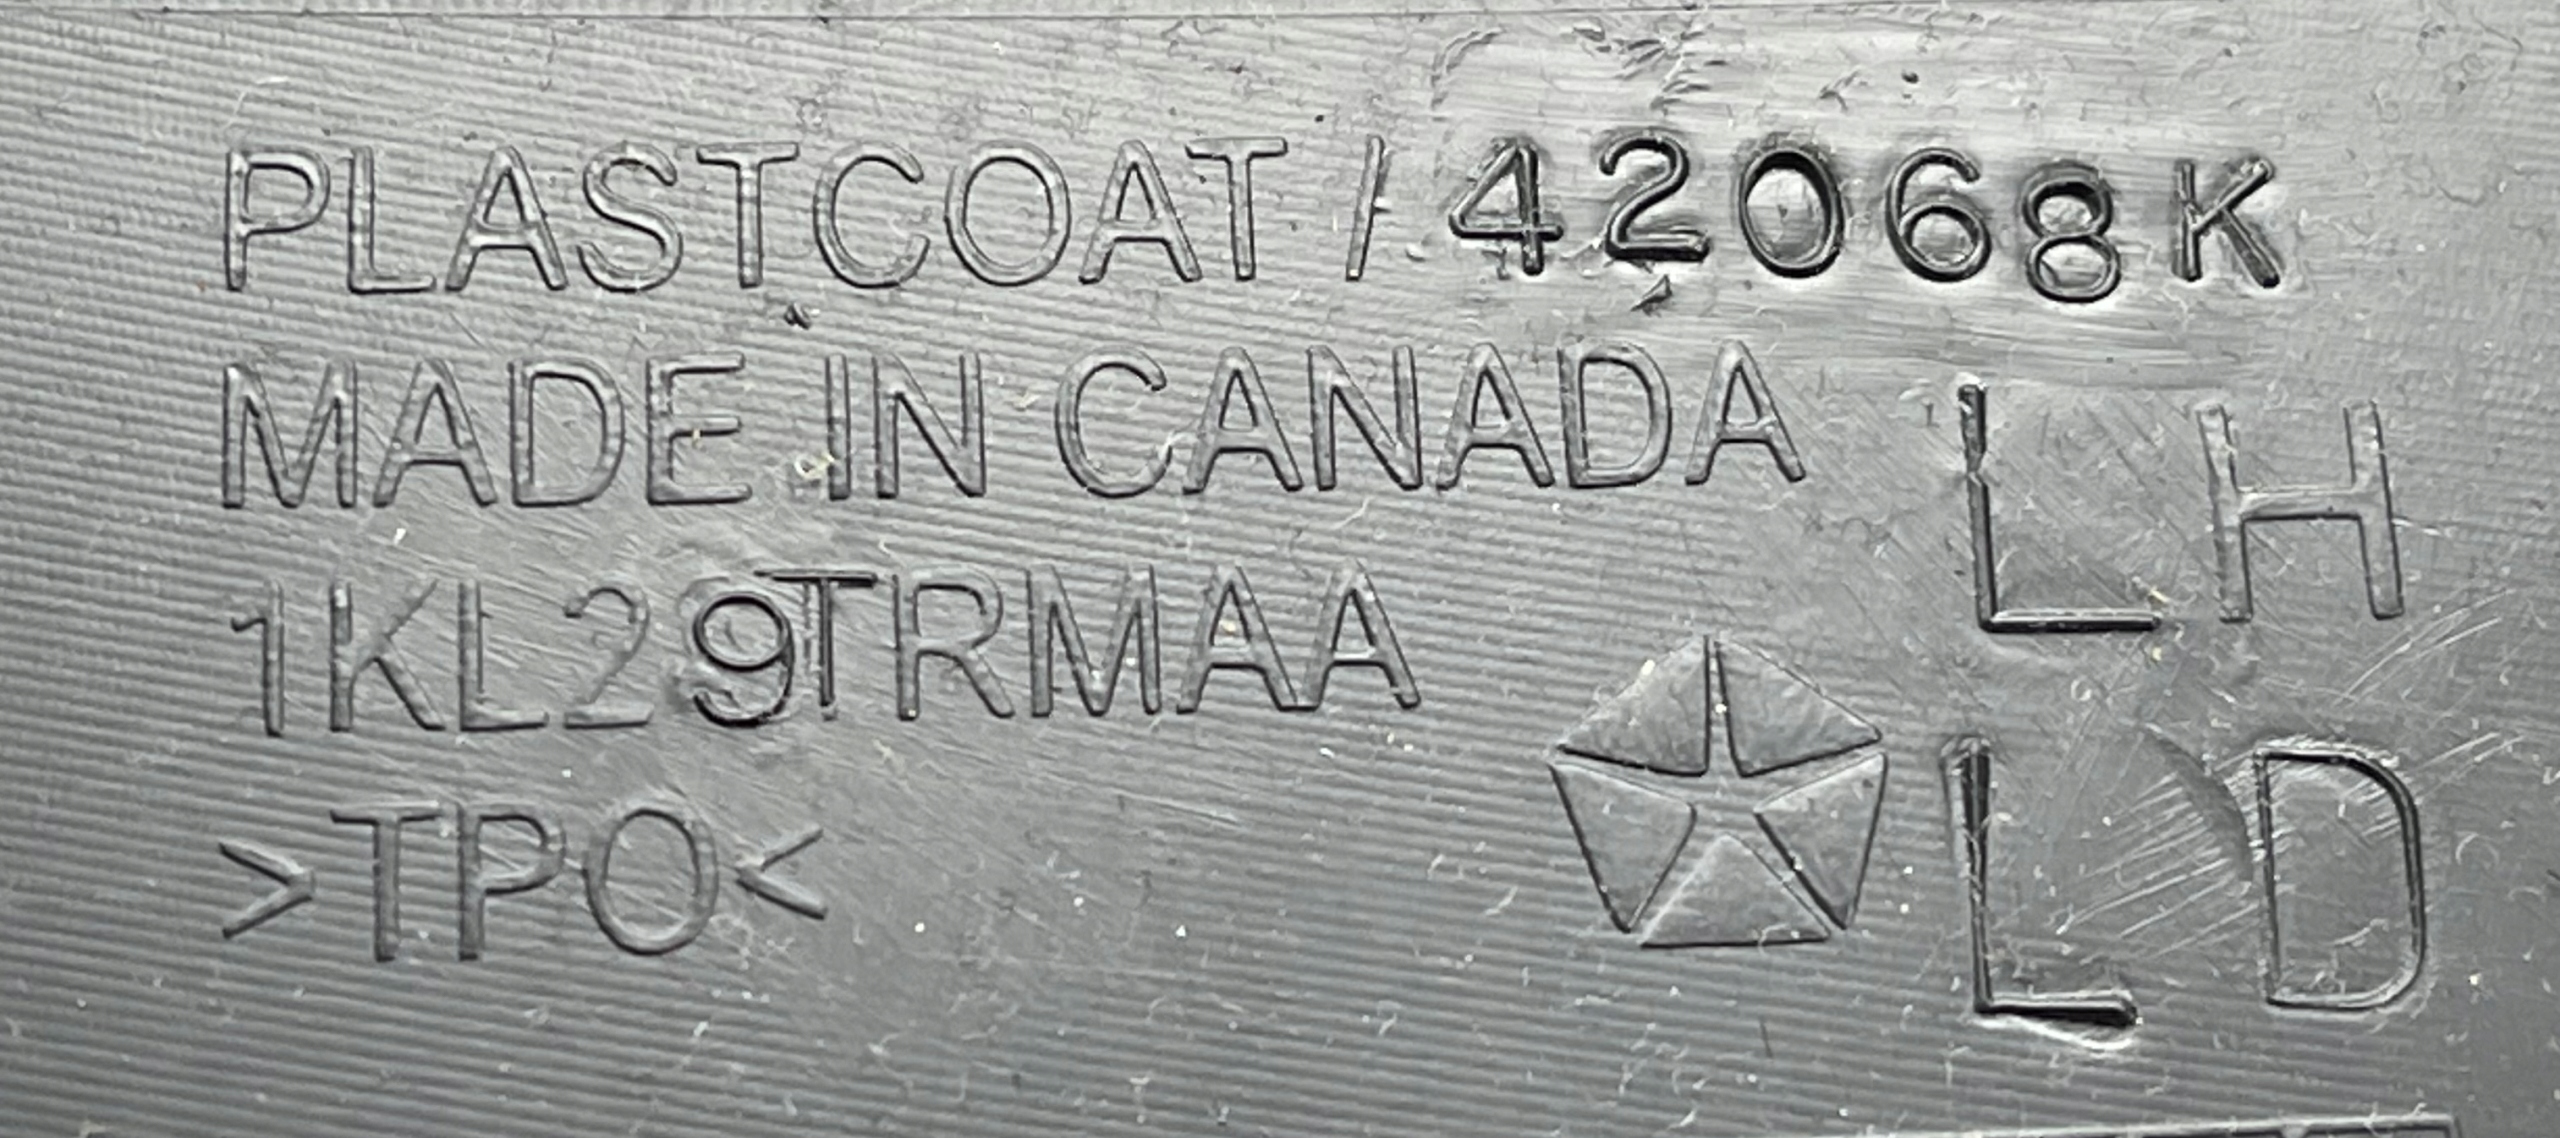 PLASTCOAT / 42068K
MADE IN CANADA
LH
1KL29TRMAA
>TPO<
LD